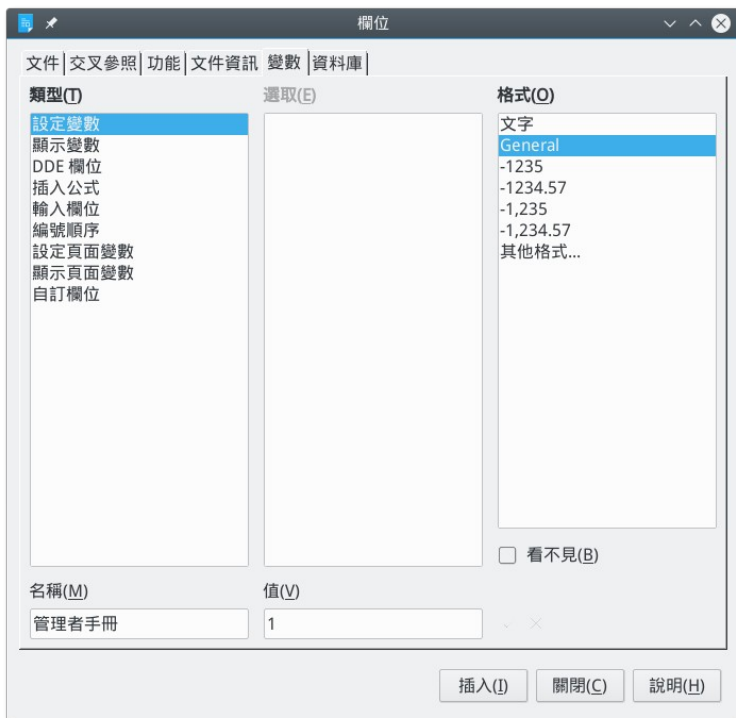 欄位
文件 交叉參照 功能 文件資訊 變數 資料庫
類型(T)
設定變數
顯示變數
DDE 欄位
插入公式
輸入欄位
編號順序
設定頁面變數
顯示頁面變數
自訂欄位
選取(E)
格式(O)
文字
General
-1235
-1234.57
-1,235
-1,234.57
其他格式...
看不見(B)
名稱(M)
管理者手冊
值(V)
1
插入(I) 關閉(C) 說明(H)